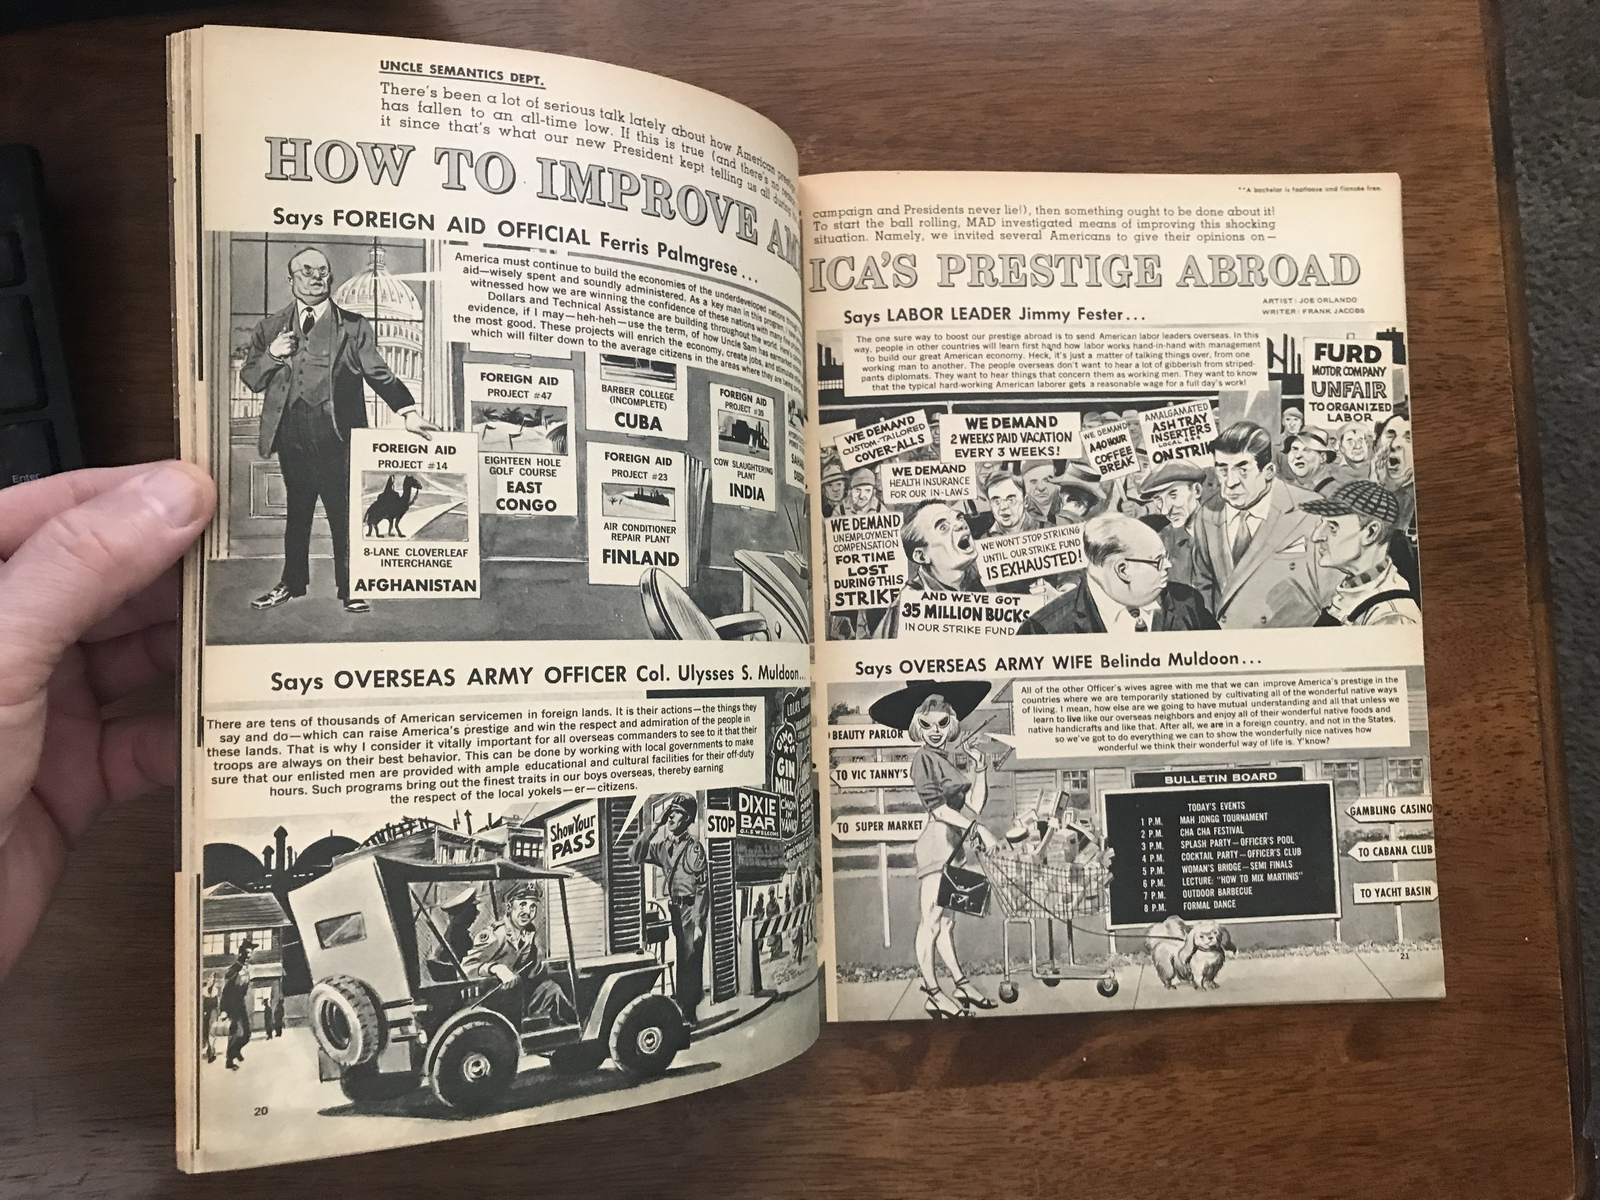 UNCLE SEMANTICS DEPT.
There's been a lot of serious talk lately about how American
has fallen to an all-time low. If this is true (and there's no
it since that's what our new President kept telling us all during
HOW TO IMPROVE AM
Says FOREIGN AID OFFICIAL Ferris Palmgrese...
America must continue to build the economies of the underdeveloped
aid—wisely spent and soundly administered. As a key man in this program, I
witnessed how we are winning the confidence of these nations with many
Dollars and Technical Assistance are building throughout the world.
evidence, if I may—heh-heh—use the term, of how Uncle Sam has
the most good. These projects will enrich the economy, create jobs, and
which will filter down to the average citizens in the areas where they are
FOREIGN AID
PROJECT #14
8-LANE CLOVERLEAF
INTERCHANGE
AFGHANISTAN
FOREIGN AID
PROJECT #47
EIGHTEEN HOLE
GOLF COURSE
EAST
CONGO
BARBER COLLEGE
(INCOMPLETE)
CUBA
FOREIGN AID
PROJECT #23
AIR CONDITIONER
REPAIR PLANT
FINLAND
FOREIGN AID
PROJECT #35
COW SLAUGHTERING
PLANT
INDIA
Says OVERSEAS ARMY OFFICER Col. Ulysses S. Muldoon...
There are tens of thousands of American servicemen in foreign lands. It is their actions—the things they
say and do—which can raise America's prestige and win the respect and admiration of the people in
these lands. That is why I consider it vitally important for all overseas commanders to see to it that their
troops are always on their best behavior. This can be done by working with local governments to make
sure that our enlisted men are provided with ample educational and cultural facilities for their off-duty
hours. Such programs bring out the finest traits in our boys overseas, thereby earning
the respect of the local yokels—er—citizens.
Show Your
PASS
STOP
DIXIE
BAR
G.I.'S WELCOME
GIN
MILL
20
**A bachelor is footloose and fiancée free.
campaign and Presidents never lie!), then something ought to be done about it!
To start the ball rolling, MAD investigated means of improving this shocking
situation. Namely, we invited several Americans to give their opinions on—
ICA'S PRESTIGE ABROAD
ARTIST: JOE ORLANDO
WRITER: FRANK JACOBS
Says LABOR LEADER Jimmy Fester...
The one sure way to boost our prestige abroad is to send American labor leaders overseas. In this
way, people in other countries will learn first hand how labor works hand-in-hand with management
to build our great American economy. Heck, it's just a matter of talking things over, from one
working man to another. The people overseas don't want to hear a lot of gibberish from striped-
pants diplomats. They want to hear things that concern them as working men. They want to know
that the typical hard-working American laborer gets a reasonable wage for a full day's work!
FURD
MOTOR COMPANY
UNFAIR
TO ORGANIZED
LABOR
WE DEMAND
CUSTOM-TAILORED
COVER-ALLS
WE DEMAND
2 WEEKS PAID VACATION
EVERY 3 WEEKS!
WE DEMAND
A 40 HOUR
COFFEE
BREAK
AMALGAMATED
ASH TRAY
INSERTERS
LOCAL
ON STRIK
WE DEMAND
HEALTH INSURANCE
FOR OUR IN-LAWS
WE DEMAND
UNEMPLOYMENT
COMPENSATION
FOR TIME
LOST
DURING THIS
STRIKE
WE WON'T STOP STRIKING
UNTIL OUR STRIKE FUND
IS EXHAUSTED!
AND WE'VE GOT
35 MILLION BUCKS
IN OUR STRIKE FUND
Says OVERSEAS ARMY WIFE Belinda Muldoon...
All of the other Officer's wives agree with me that we can improve America's prestige in the
countries where we are temporarily stationed by cultivating all of the wonderful native ways
of living. I mean, how else are we going to have mutual understanding and all that unless we
learn to live like our overseas neighbors and enjoy all of their wonderful native foods and
native handicrafts and like that. After all, we are in a foreign country, and not in the States,
so we've got to do everything we can to show the wonderfully nice natives how
wonderful we think their wonderful way of life is. Y'know?
BEAUTY PARLOR
TO VIC TANNY'S
TO SUPER MARKET
BULLETIN BOARD
TODAY'S EVENTS
1 P.M. MAH JONGG TOURNAMENT
2 P.M. CHA CHA FESTIVAL
3 P.M. SPLASH PARTY—OFFICER'S POOL
4 P.M. COCKTAIL PARTY—OFFICER'S CLUB
5 P.M. WOMAN'S BRIDGE—SEMI FINALS
6 P.M. LECTURE: "HOW TO MIX MARTINIS"
7 P.M. OUTDOOR BARBECUE
8 P.M. FORMAL DANCE
GAMBLING CASINO
TO CABANA CLUB
TO YACHT BASIN
21
Enter